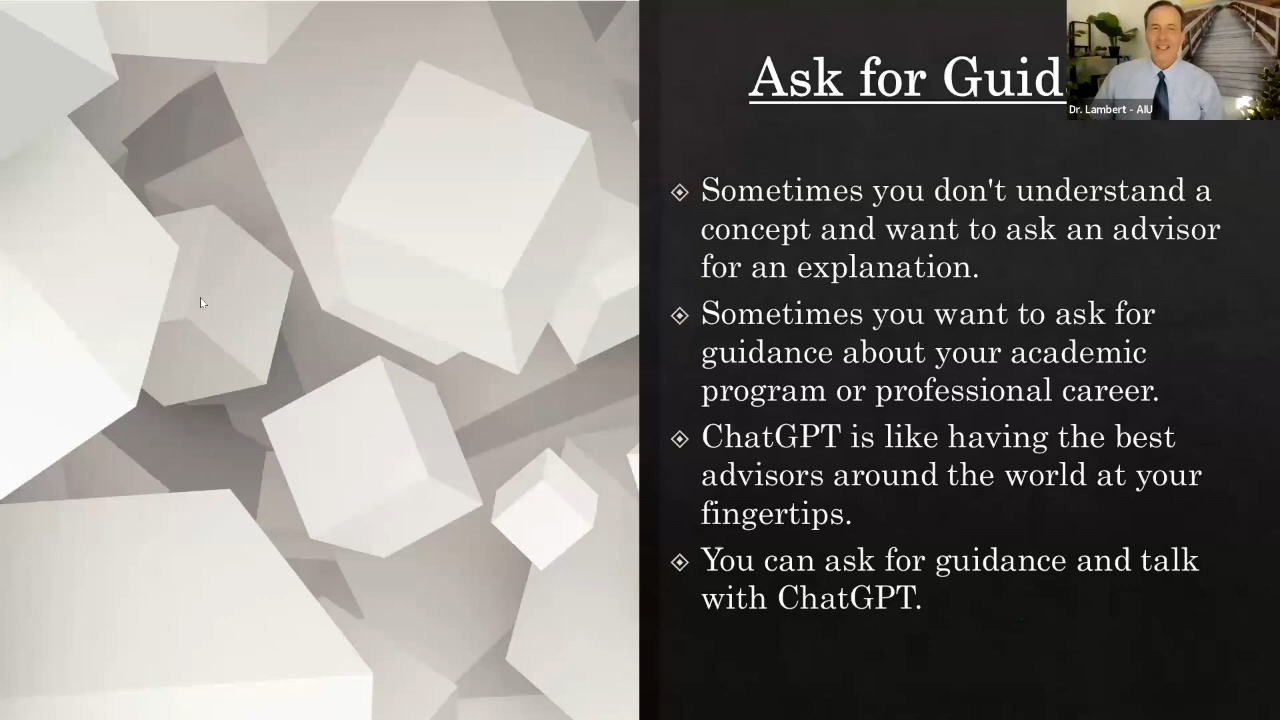 Ask for Guid
Dr. Lambert - AIU
Sometimes you don't understand a
concept and want to ask an advisor
for an explanation.
Sometimes you want to ask for
guidance about your academic
program or professional career.
ChatGPT is like having the best
advisors around the world at your
fingertips.
You can ask for guidance and talk
with ChatGPT.